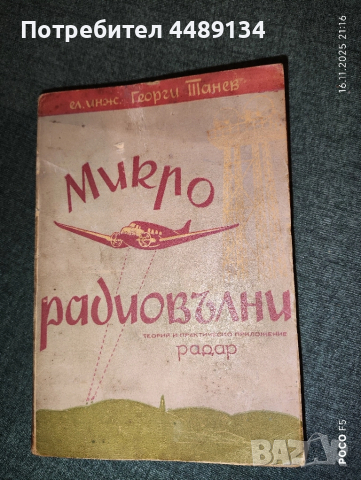 Потребител 4489134
16.11.2025 21:16
ел.инж. Георги Танев
Микро
радиовълни
теория и практическо приложение
радар
BAZAR
POCO F5